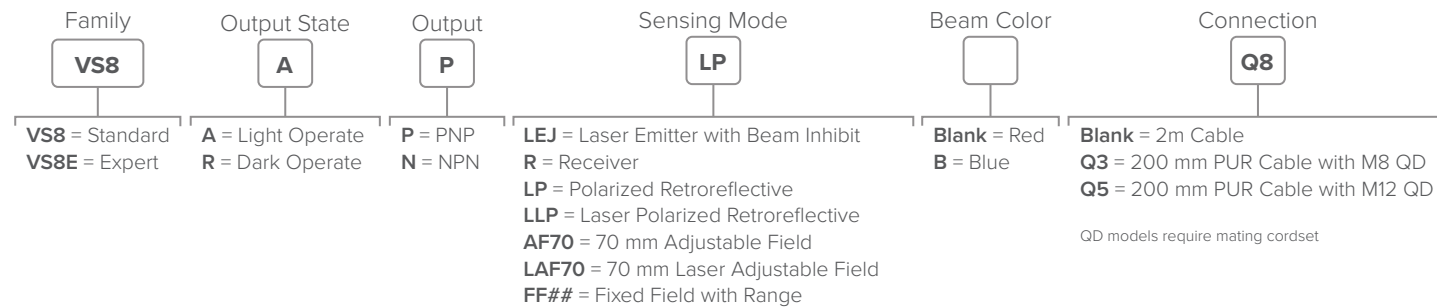 Family
Output State
Output
Sensing Mode
Beam Color
Connection
VS8
A
P
LP
Q8
VS8 = Standard
VS8E = Expert
A = Light Operate
R = Dark Operate
P = PNP
N = NPN
LEJ = Laser Emitter with Beam Inhibit
R = Receiver
LP = Polarized Retroreflective
LLP = Laser Polarized Retroreflective
AF70 = 70 mm Adjustable Field
LAF70 = 70 mm Laser Adjustable Field
FF## = Fixed Field with Range
Blank = Red
B = Blue
Blank = 2m Cable
Q3 = 200 mm PUR Cable with M8 QD
Q5 = 200 mm PUR Cable with M12 QD
QD models require mating cordset